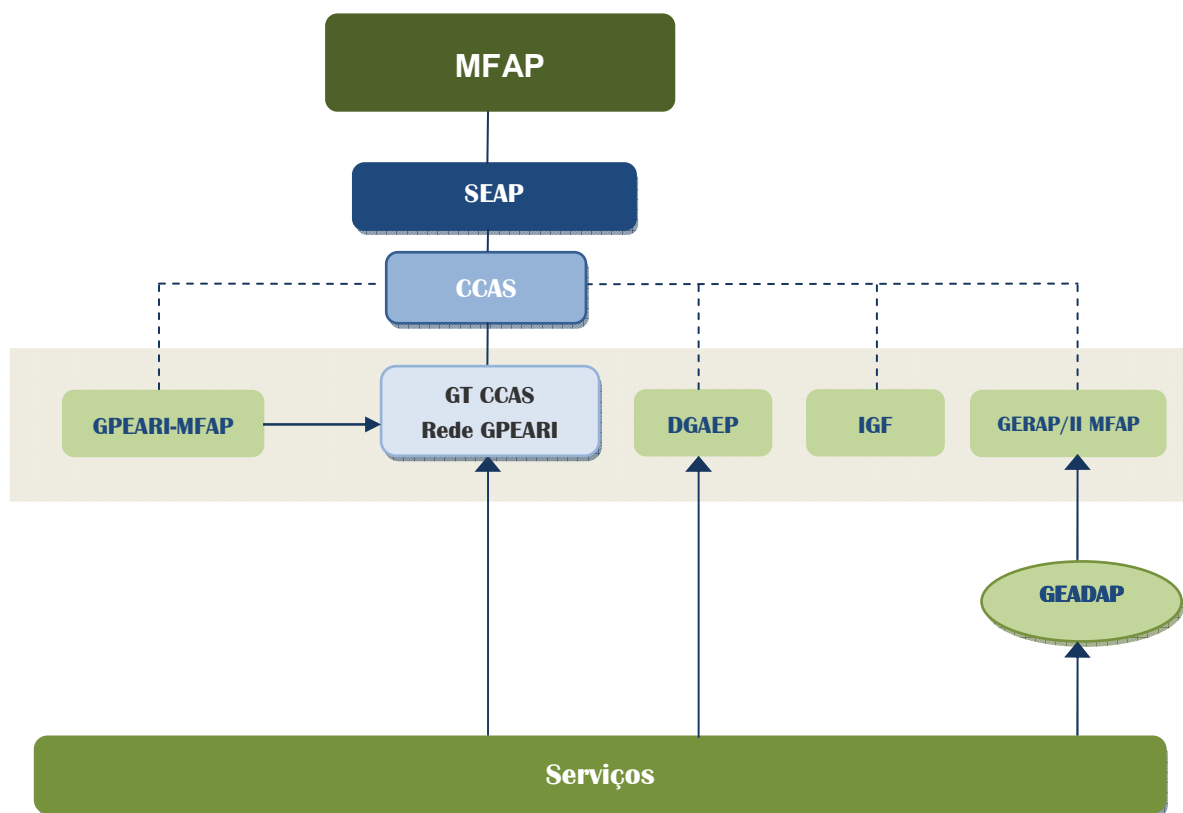 MFAP
SEAP
CCAS
GPEARI-MFAP
GT CCAS
Rede GPEARI
DGAEP
IGF
GERAP/II MFAP
GEADAP
Serviços